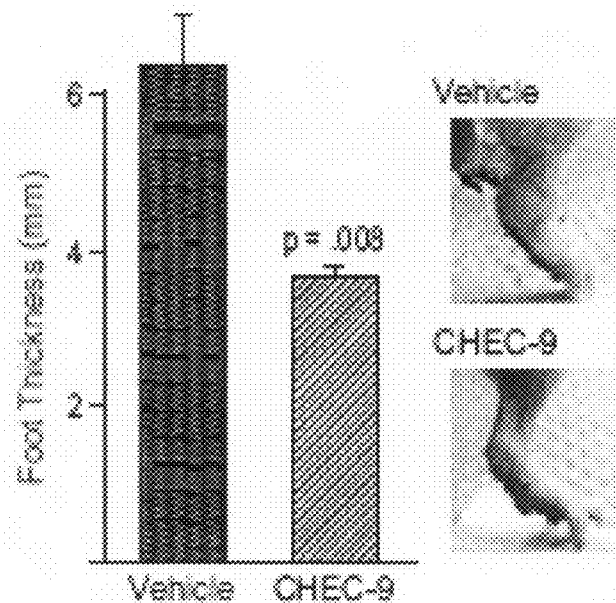 Foot Thickness (mm)
6
4
2
p = .008
Vehicle
CHEC-9
Vehicle
CHEC-9